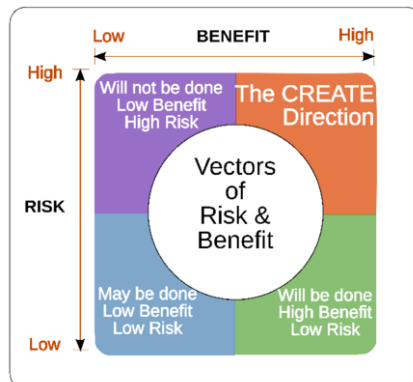 Low BENEFIT High
High
Will not be done
Low Benefit
High Risk
The CREATE
Direction
RISK
Vectors
of
Risk &
Benefit
May be done
Low Benefit
Low Risk
Will be done
High Benefit
Low Risk
Low